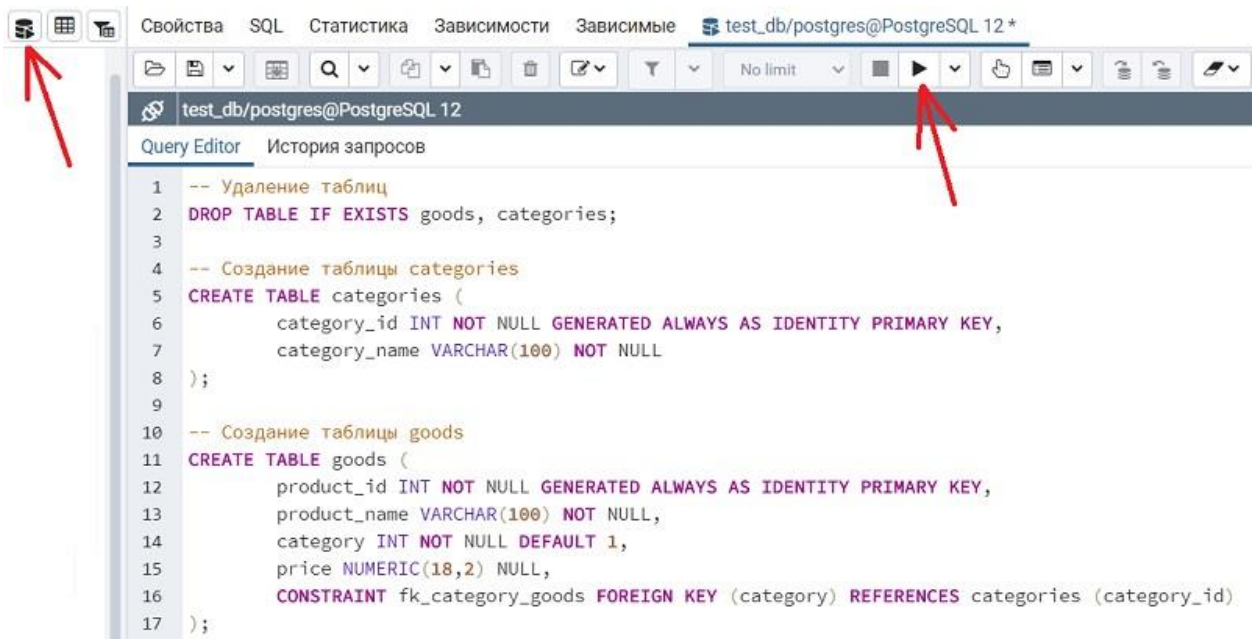 Свойства SQL Статистика Зависимости Зависимые test_db/postgres@PostgreSQL 12 *
No limit
test_db/postgres@PostgreSQL 12
Query Editor История запросов
1 -- Удаление таблиц
2 DROP TABLE IF EXISTS goods, categories;
3
4 -- Создание таблицы categories
5 CREATE TABLE categories (
6 category_id INT NOT NULL GENERATED ALWAYS AS IDENTITY PRIMARY KEY,
7 category_name VARCHAR(100) NOT NULL
8 );
9
10 -- Создание таблицы goods
11 CREATE TABLE goods (
12 product_id INT NOT NULL GENERATED ALWAYS AS IDENTITY PRIMARY KEY,
13 product_name VARCHAR(100) NOT NULL,
14 category INT NOT NULL DEFAULT 1,
15 price NUMERIC(18,2) NULL,
16 CONSTRAINT fk_category_goods FOREIGN KEY (category) REFERENCES categories (category_id)
17 );